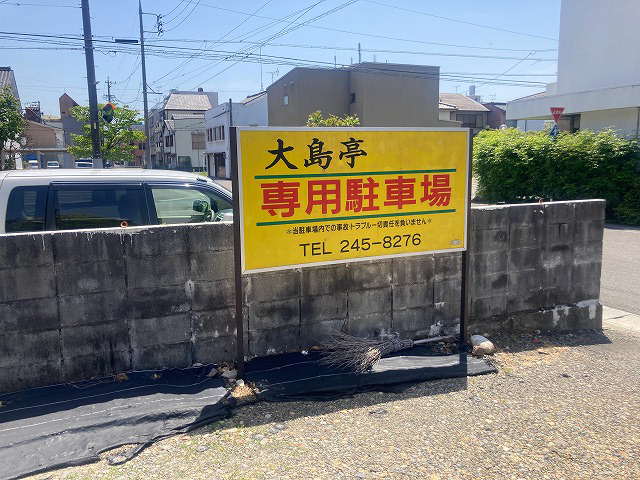 大島亭
専用駐車場
＊当駐車場内での事故・トラブル一切責任を負いません＊
TEL 245-8276